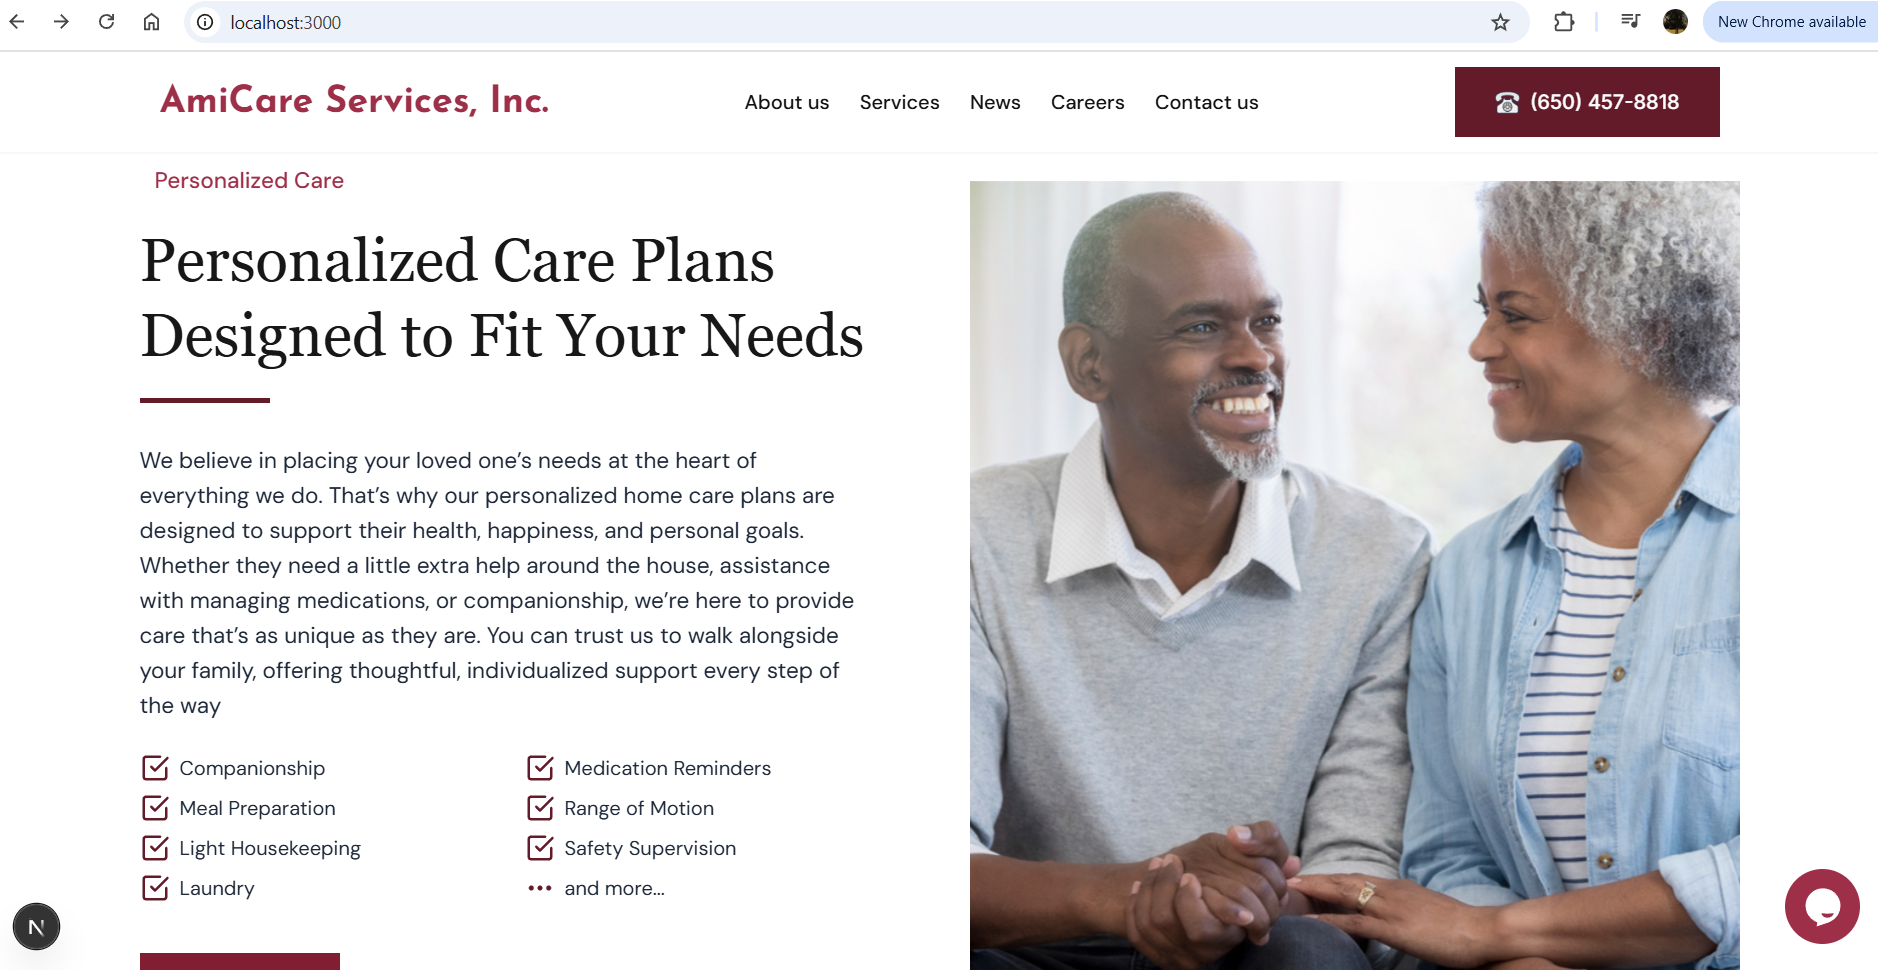 localhost:3000
New Chrome available
AmiCare Services, Inc.
About us
Services
News
Careers
Contact us
(650) 457-8818
Personalized Care
Personalized Care Plans
Designed to Fit Your Needs
We believe in placing your loved one’s needs at the heart of
everything we do. That’s why our personalized home care plans are
designed to support their health, happiness, and personal goals.
Whether they need a little extra help around the house, assistance
with managing medications, or companionship, we’re here to provide
care that’s as unique as they are. You can trust us to walk alongside
your family, offering thoughtful, individualized support every step of
the way
Companionship
Meal Preparation
Light Housekeeping
Laundry
Medication Reminders
Range of Motion
Safety Supervision
and more...
N